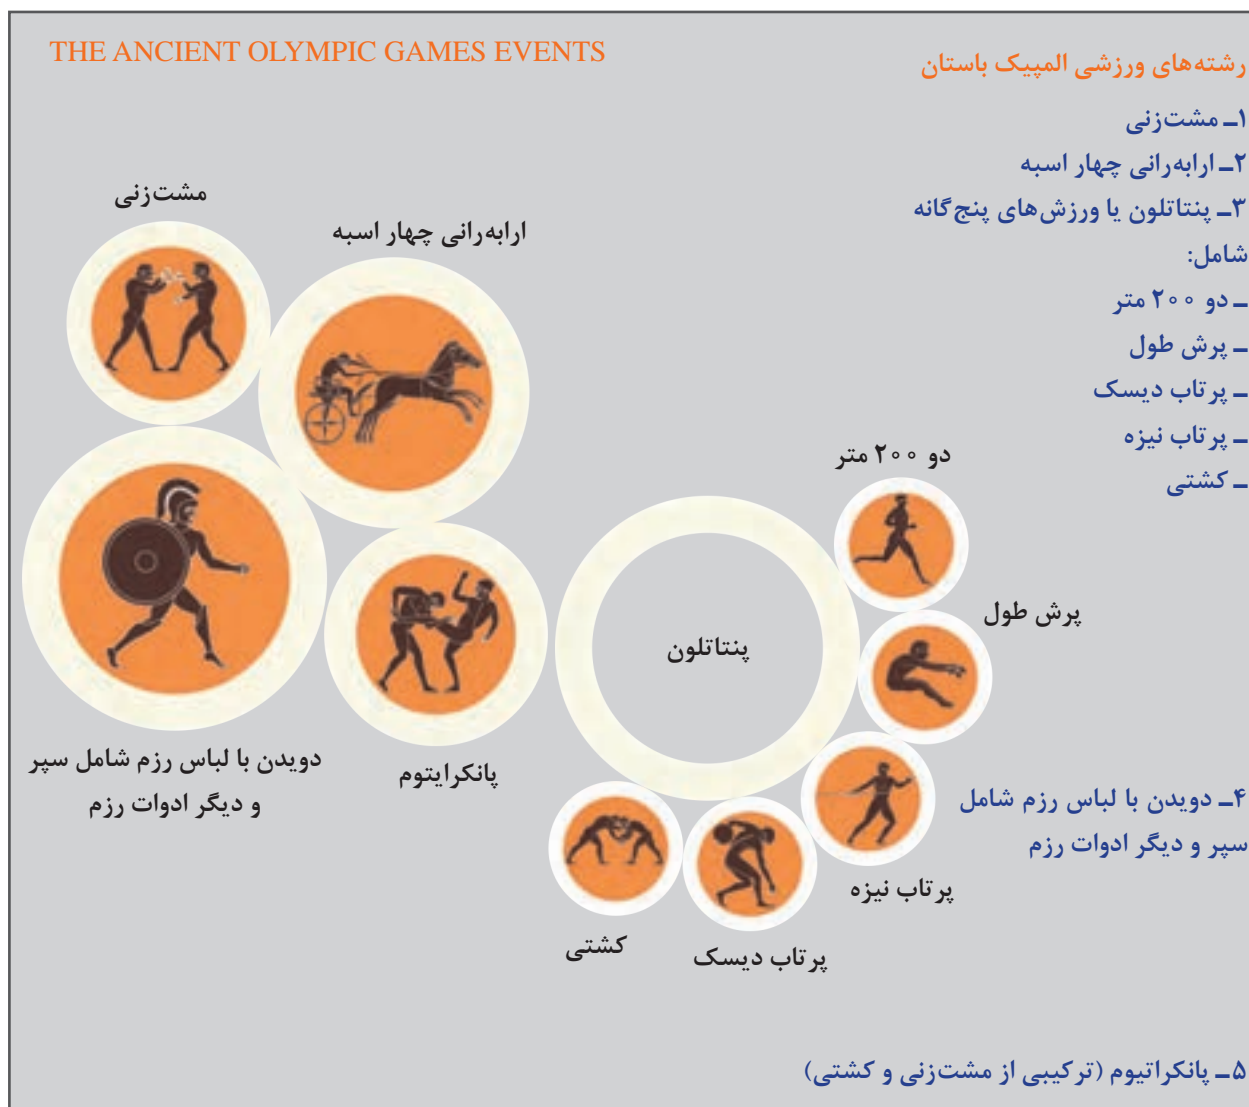 THE ANCIENT OLYMPIC GAMES EVENTS
رشته‌های ورزشی المپیک باستان
۱ـ مشت‌زنی
۲ـ ارابه‌رانی چهار اسبه
۳ـ پنتاتلون یا ورزش‌های پنج‌گانه
شامل:
ـ دو ۲۰۰ متر
ـ پرش طول
ـ پرتاب دیسک
ـ پرتاب نیزه
ـ کشتی
مشت‌زنی
ارابه‌رانی چهار اسبه
دو ۲۰۰ متر
پرش طول
پنتاتلون
دویدن با لباس رزم شامل سپر
و دیگر ادوات رزم
پانکرایتوم
۴ـ دویدن با لباس رزم شامل
سپر و دیگر ادوات رزم
پرتاب نیزه
کشتی
پرتاب دیسک
۵ـ پانکراتیوم (ترکیبی از مشت‌زنی و کشتی)